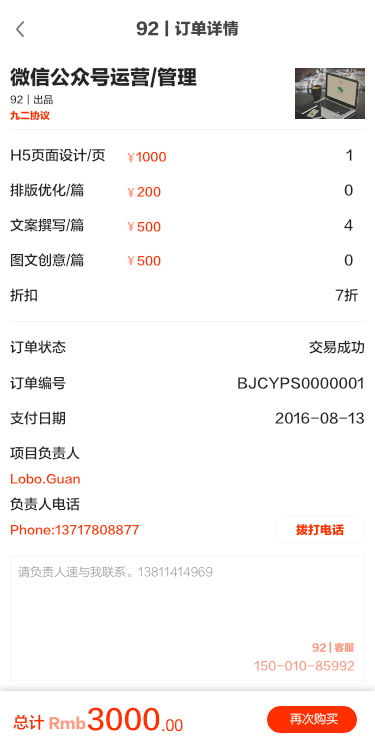 92 | 订单详情
微信公众号运营/管理
92 | 出品
九二协议
H5页面设计/页 ¥1000 1
排版优化/篇 ¥200 0
文案撰写/篇 ¥500 4
图文创意/篇 ¥500 0
折扣 7折
订单状态 交易成功
订单编号 BJCYPS0000001
支付日期 2016-08-13
项目负责人
Lobo.Guan
负责人电话
Phone:13717808877 拨打电话
请负责人速与我联系。13811414969
92 | 客服
150-010-85992
总计 Rmb3000.00 再次购买